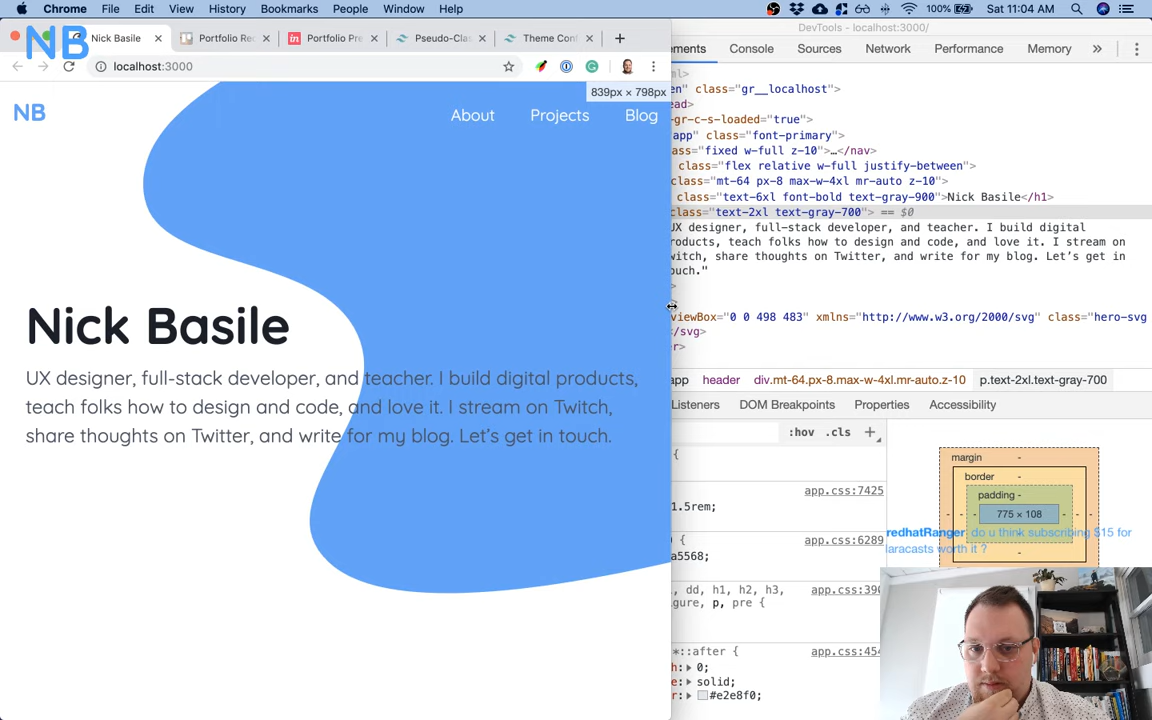 Chrome File Edit View History Bookmarks People Window Help 100% Sat 11:04 AM
NB
Nick Basile
Portfolio Re
Portfolio Pr
Pseudo-Cla
Theme Con
localhost:3000
839px × 798px
NB
About
Projects
Blog
Nick Basile
UX designer, full-stack developer, and teacher. I build digital products,
teach folks how to design and code, and love it. I stream on Twitch,
share thoughts on Twitter, and write for my blog. Let's get in touch.
DevTools - localhost:3000/
ements Console Sources Network Performance Memory »
ml>
en" class="gr__localhost">
ead>
-gr-c-s-loaded="true">
app" class="font-primary">
ass="fixed w-full z-10">…</nav>
class="flex relative w-full justify-between">
class="mt-64 px-8 max-w-4xl mr-auto z-10">
class="text-6xl font-bold text-gray-900">Nick Basile</h1>
class="text-2xl text-gray-700"> == $0
UX designer, full-stack developer, and teacher. I build digital
roducts, teach folks how to design and code, and love it. I stream on
witch, share thoughts on Twitter, and write for my blog. Let's get in
ouch."
>
viewBox="0 0 498 483" xmlns="http://www.w3.org/2000/svg" class="hero-svg
/svg>
er>
app header div.mt-64.px-8.max-w-4xl.mr-auto.z-10 p.text-2xl.text-gray-700
Listeners DOM Breakpoints Properties Accessibility
:hov .cls +
{
app.css:7425
1.5rem;
{ app.css:6289
a5568;
, dd, h1, h2, h3, app.css:390
igure, p, pre {
*::after { app.css:454
h: 0;
e: solid;
r: #e2e8f0;
margin -
border -
padding -
775 × 108
redhatRanger do u think subscribing $15 for
laracasts worth it ?